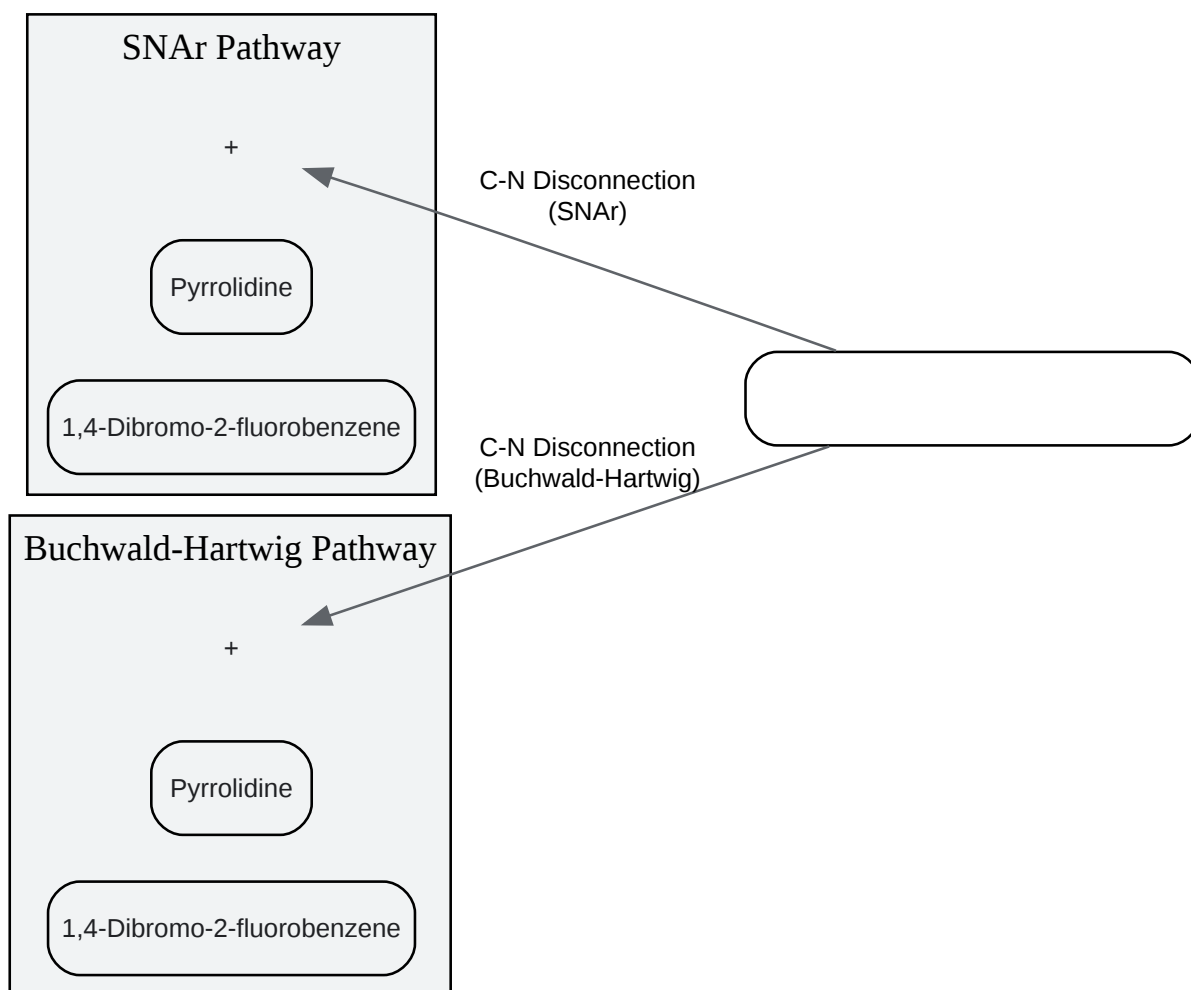 SNAr Pathway
+
C-N Disconnection
(SNAr)
Pyrrolidine
1,4-Dibromo-2-fluorobenzene
C-N Disconnection
(Buchwald-Hartwig)
Buchwald-Hartwig Pathway
+
Pyrrolidine
1,4-Dibromo-2-fluorobenzene